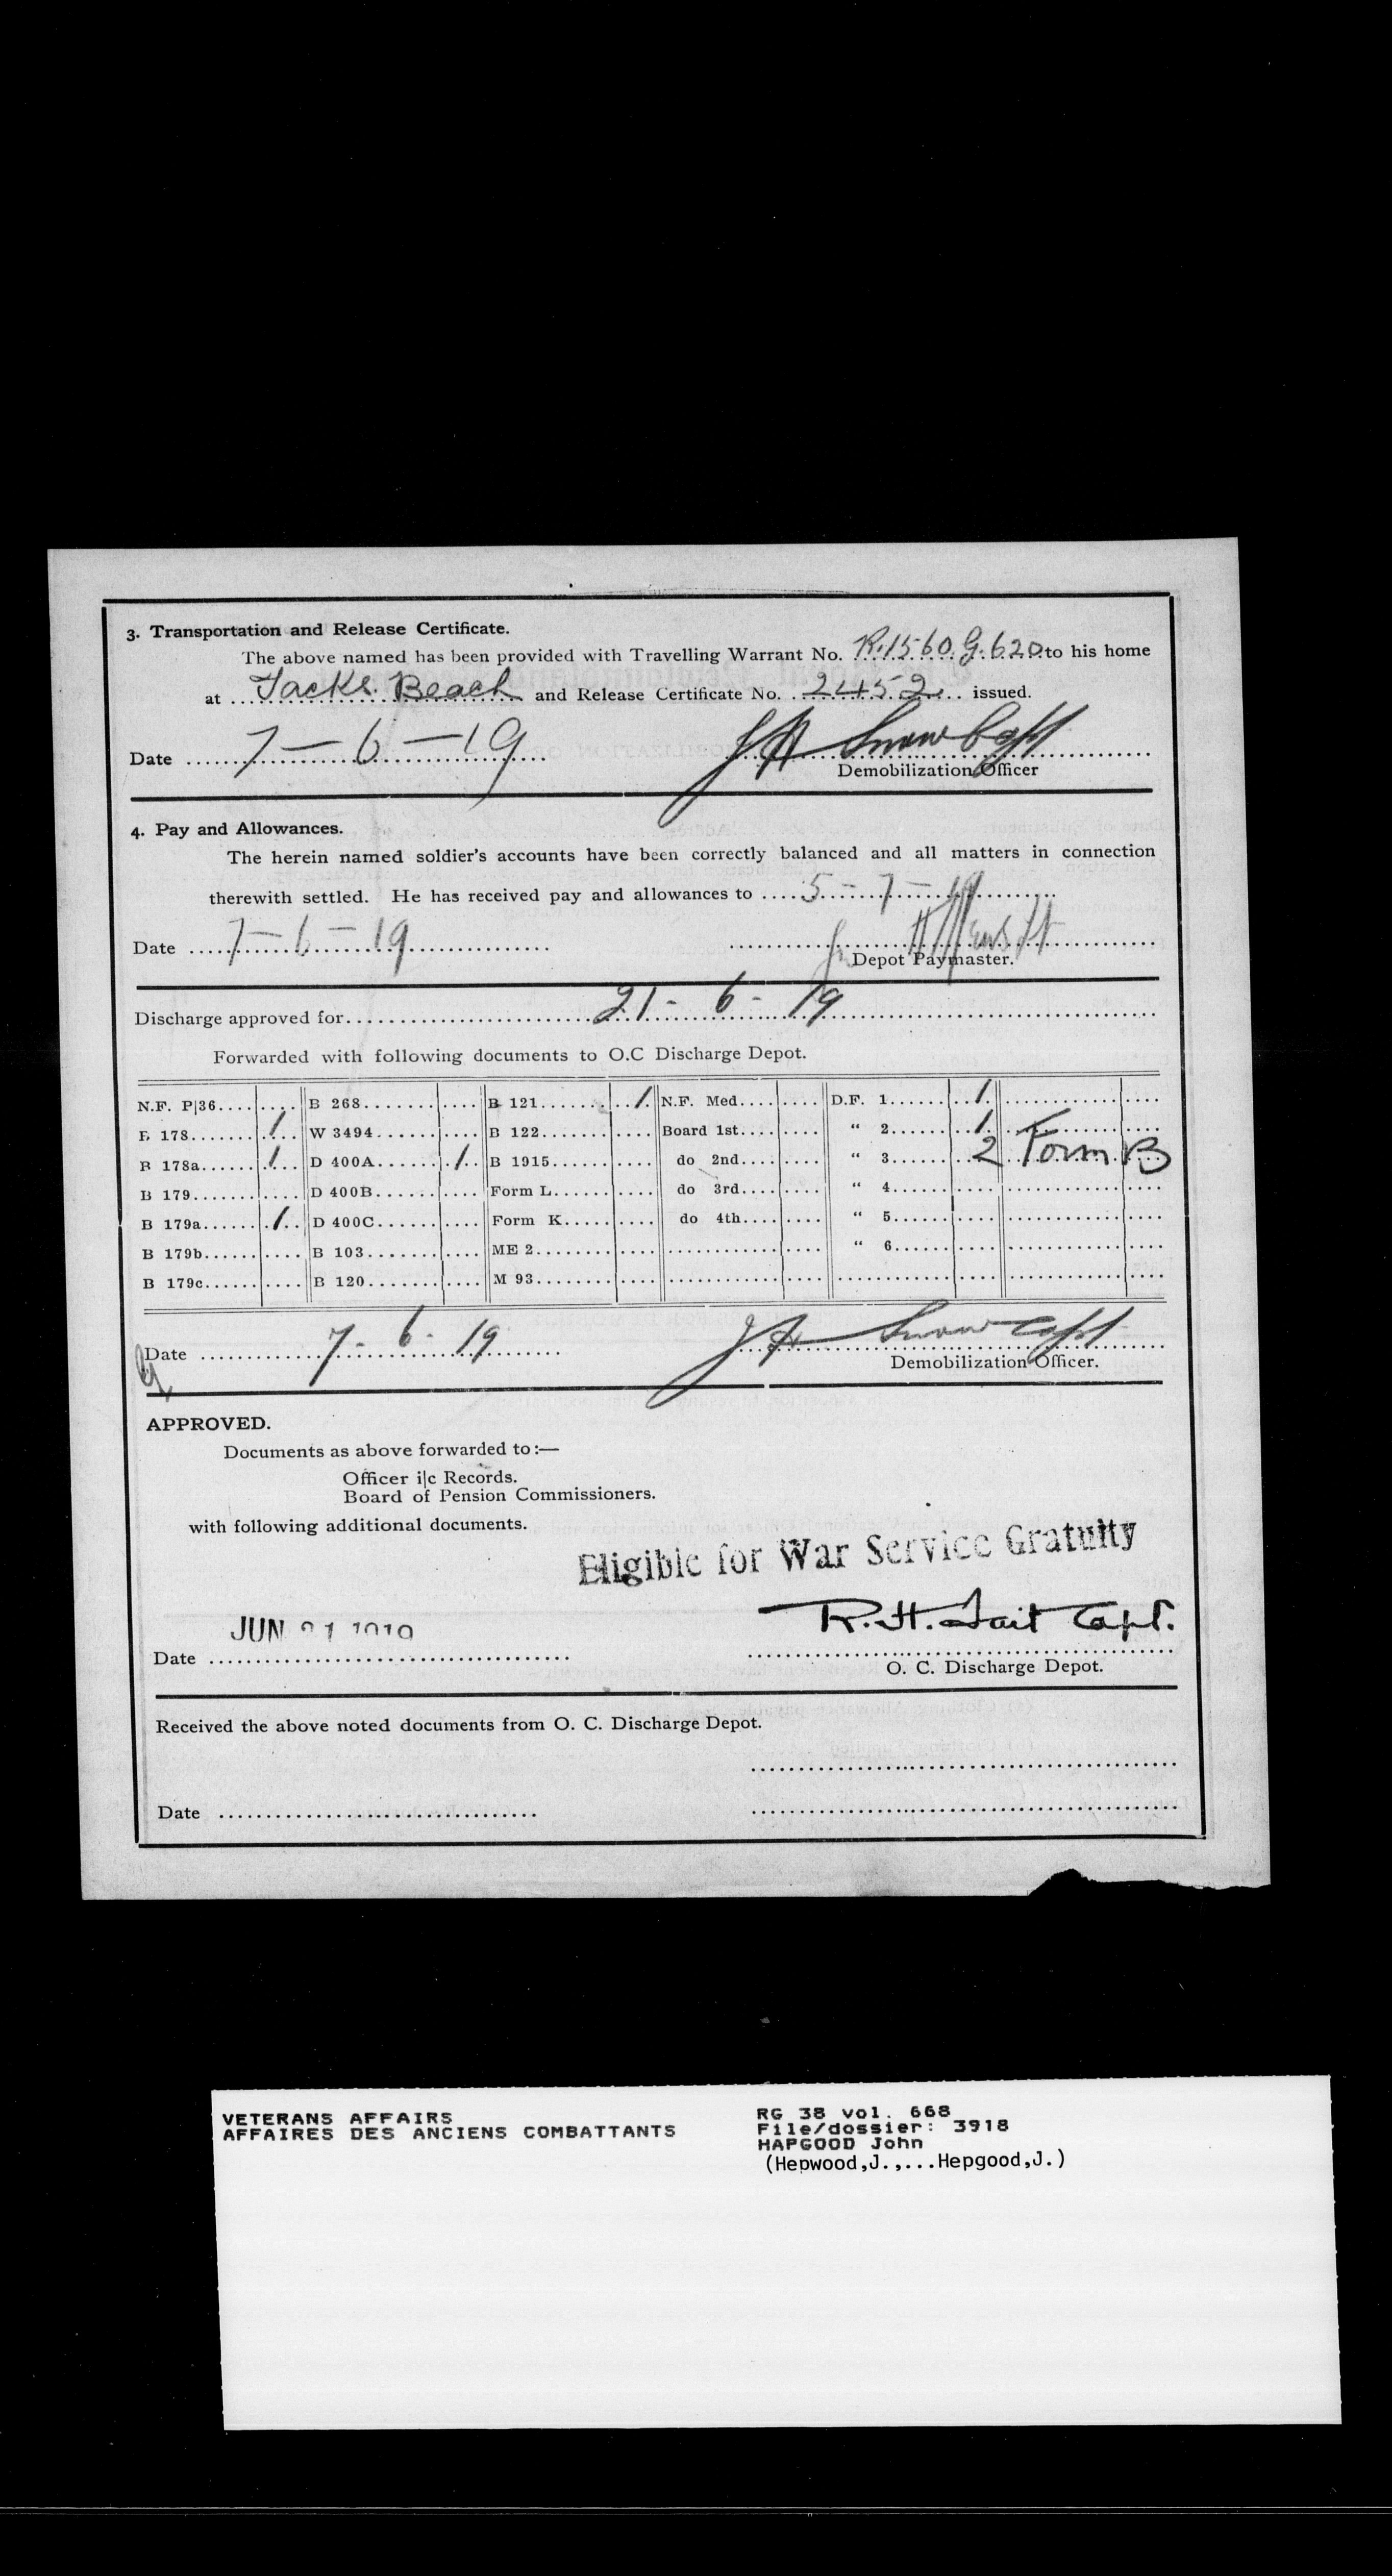 3. Transportation and Release Certificate.
The above named has been provided with Travelling Warrant No. R.1560 G.620 to his home
at Jacks Beach and Release Certificate No. 2452 issued.
Date 7-6-19 J A Snow Capt
Demobilization Officer
4. Pay and Allowances.
The herein named soldier's accounts have been correctly balanced and all matters in connection
therewith settled. He has received pay and allowances to 5-7-19
Date 7-6-19
Depot Paymaster.
Discharge approved for 21-6-19
Forwarded with following documents to O.C Discharge Depot.
N.F. P|36 B 268 B 121 1 N.F. Med. D.F. 1 1
B 178 1 W 3494 B 122 Board 1st " 2 1
B 178a 1 D 400A 1 B 1915 do 2nd " 3 2 Form B
B 179 D 400B Form L do 3rd " 4
B 179a 1 D 400C Form K do 4th " 5
B 179b B 103 ME 2 " 6
B 179c B 120 M 93
Date 7-6-19 J A Snow Capt
Demobilization Officer.
APPROVED.
Documents as above forwarded to:—
Officer i|c Records.
Board of Pension Commissioners.
with following additional documents.
Eligible for War Service Gratuity
Date JUN 21 1919 R. H. Tait Capt.
O. C. Discharge Depot.
Received the above noted documents from O. C. Discharge Depot.
Date
VETERANS AFFAIRS
AFFAIRES DES ANCIENS COMBATTANTS
RG 38 vol. 668
File/dossier: 3918
HAPGOOD John
(Hepwood,J.,...Hepgood,J.)